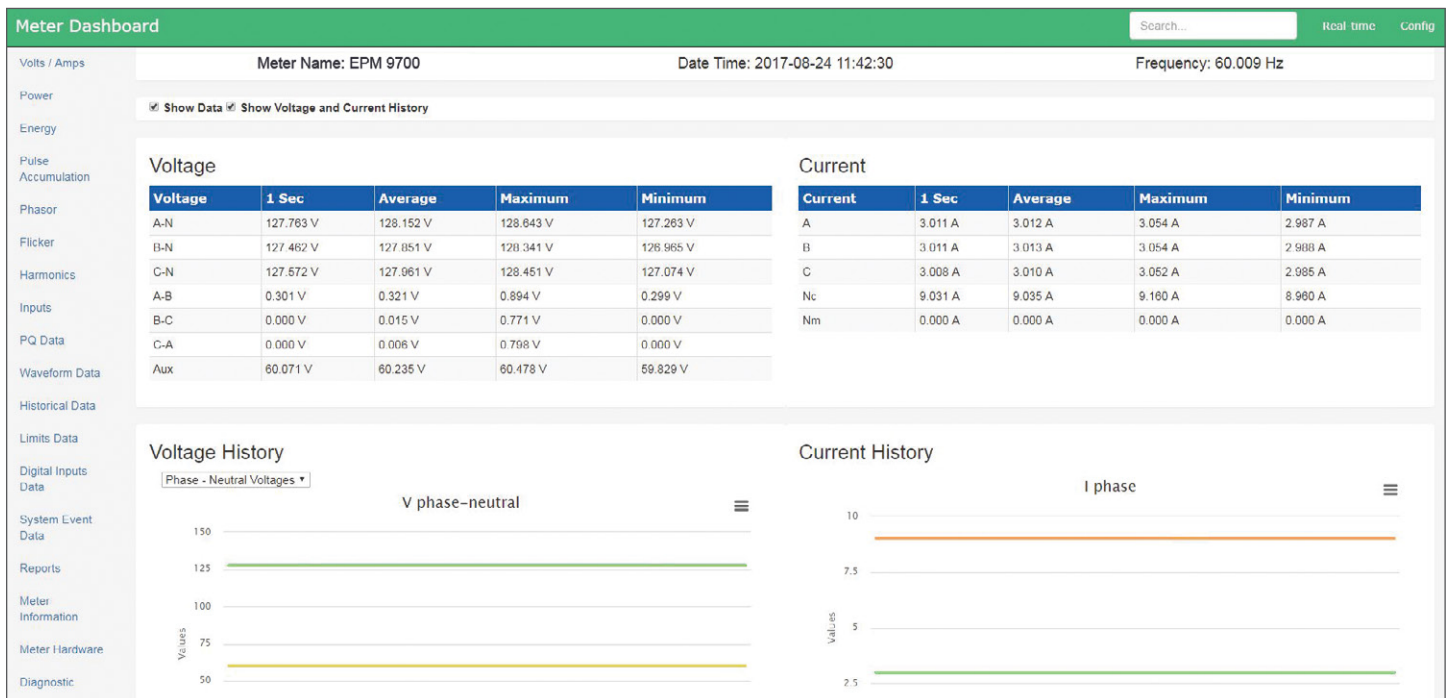 Meter Dashboard Search... Real-time Config
Volts / Amps
Power
Energy
Pulse
Accumulation
Phasor
Flicker
Harmonics
Inputs
PQ Data
Waveform Data
Historical Data
Limits Data
Digital Inputs
Data
System Event
Data
Reports
Meter
Information
Meter Hardware
Diagnostic
Meter Name: EPM 9700 Date Time: 2017-08-24 11:42:30 Frequency: 60.009 Hz
Show Data Show Voltage and Current History
Voltage
Voltage 1 Sec Average Maximum Minimum
A-N 127.763 V 128.152 V 128.643 V 127.263 V
B-N 127.462 V 127.851 V 128.341 V 126.965 V
C-N 127.572 V 127.961 V 128.451 V 127.074 V
A-B 0.301 V 0.321 V 0.894 V 0.299 V
B-C 0.000 V 0.015 V 0.771 V 0.000 V
C-A 0.000 V 0.006 V 0.798 V 0.000 V
Aux 60.071 V 60.235 V 60.478 V 59.829 V
Current
Current 1 Sec Average Maximum Minimum
A 3.011 A 3.012 A 3.054 A 2.987 A
B 3.011 A 3.013 A 3.054 A 2.988 A
C 3.008 A 3.010 A 3.052 A 2.985 A
Nc 9.031 A 9.035 A 9.160 A 8.960 A
Nm 0.000 A 0.000 A 0.000 A 0.000 A
Voltage History
Phase - Neutral Voltages
V phase-neutral
150
125
100
75
50
Values
Current History
I phase
10
7.5
5
2.5
Values